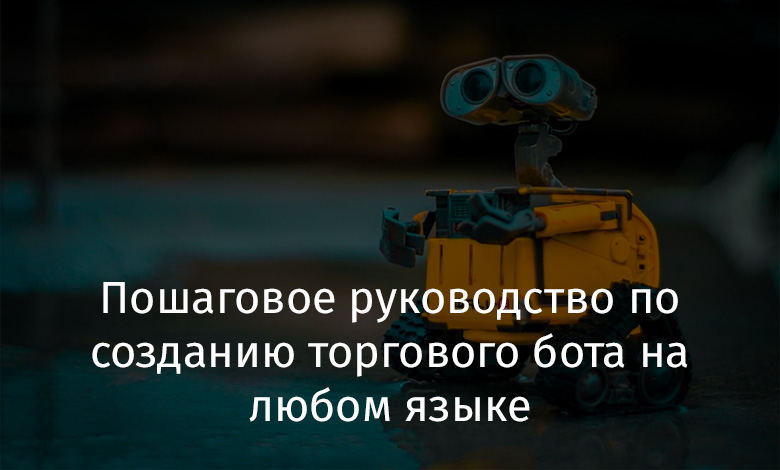 Пошаговое руководство по
созданию торгового бота на
любом языке